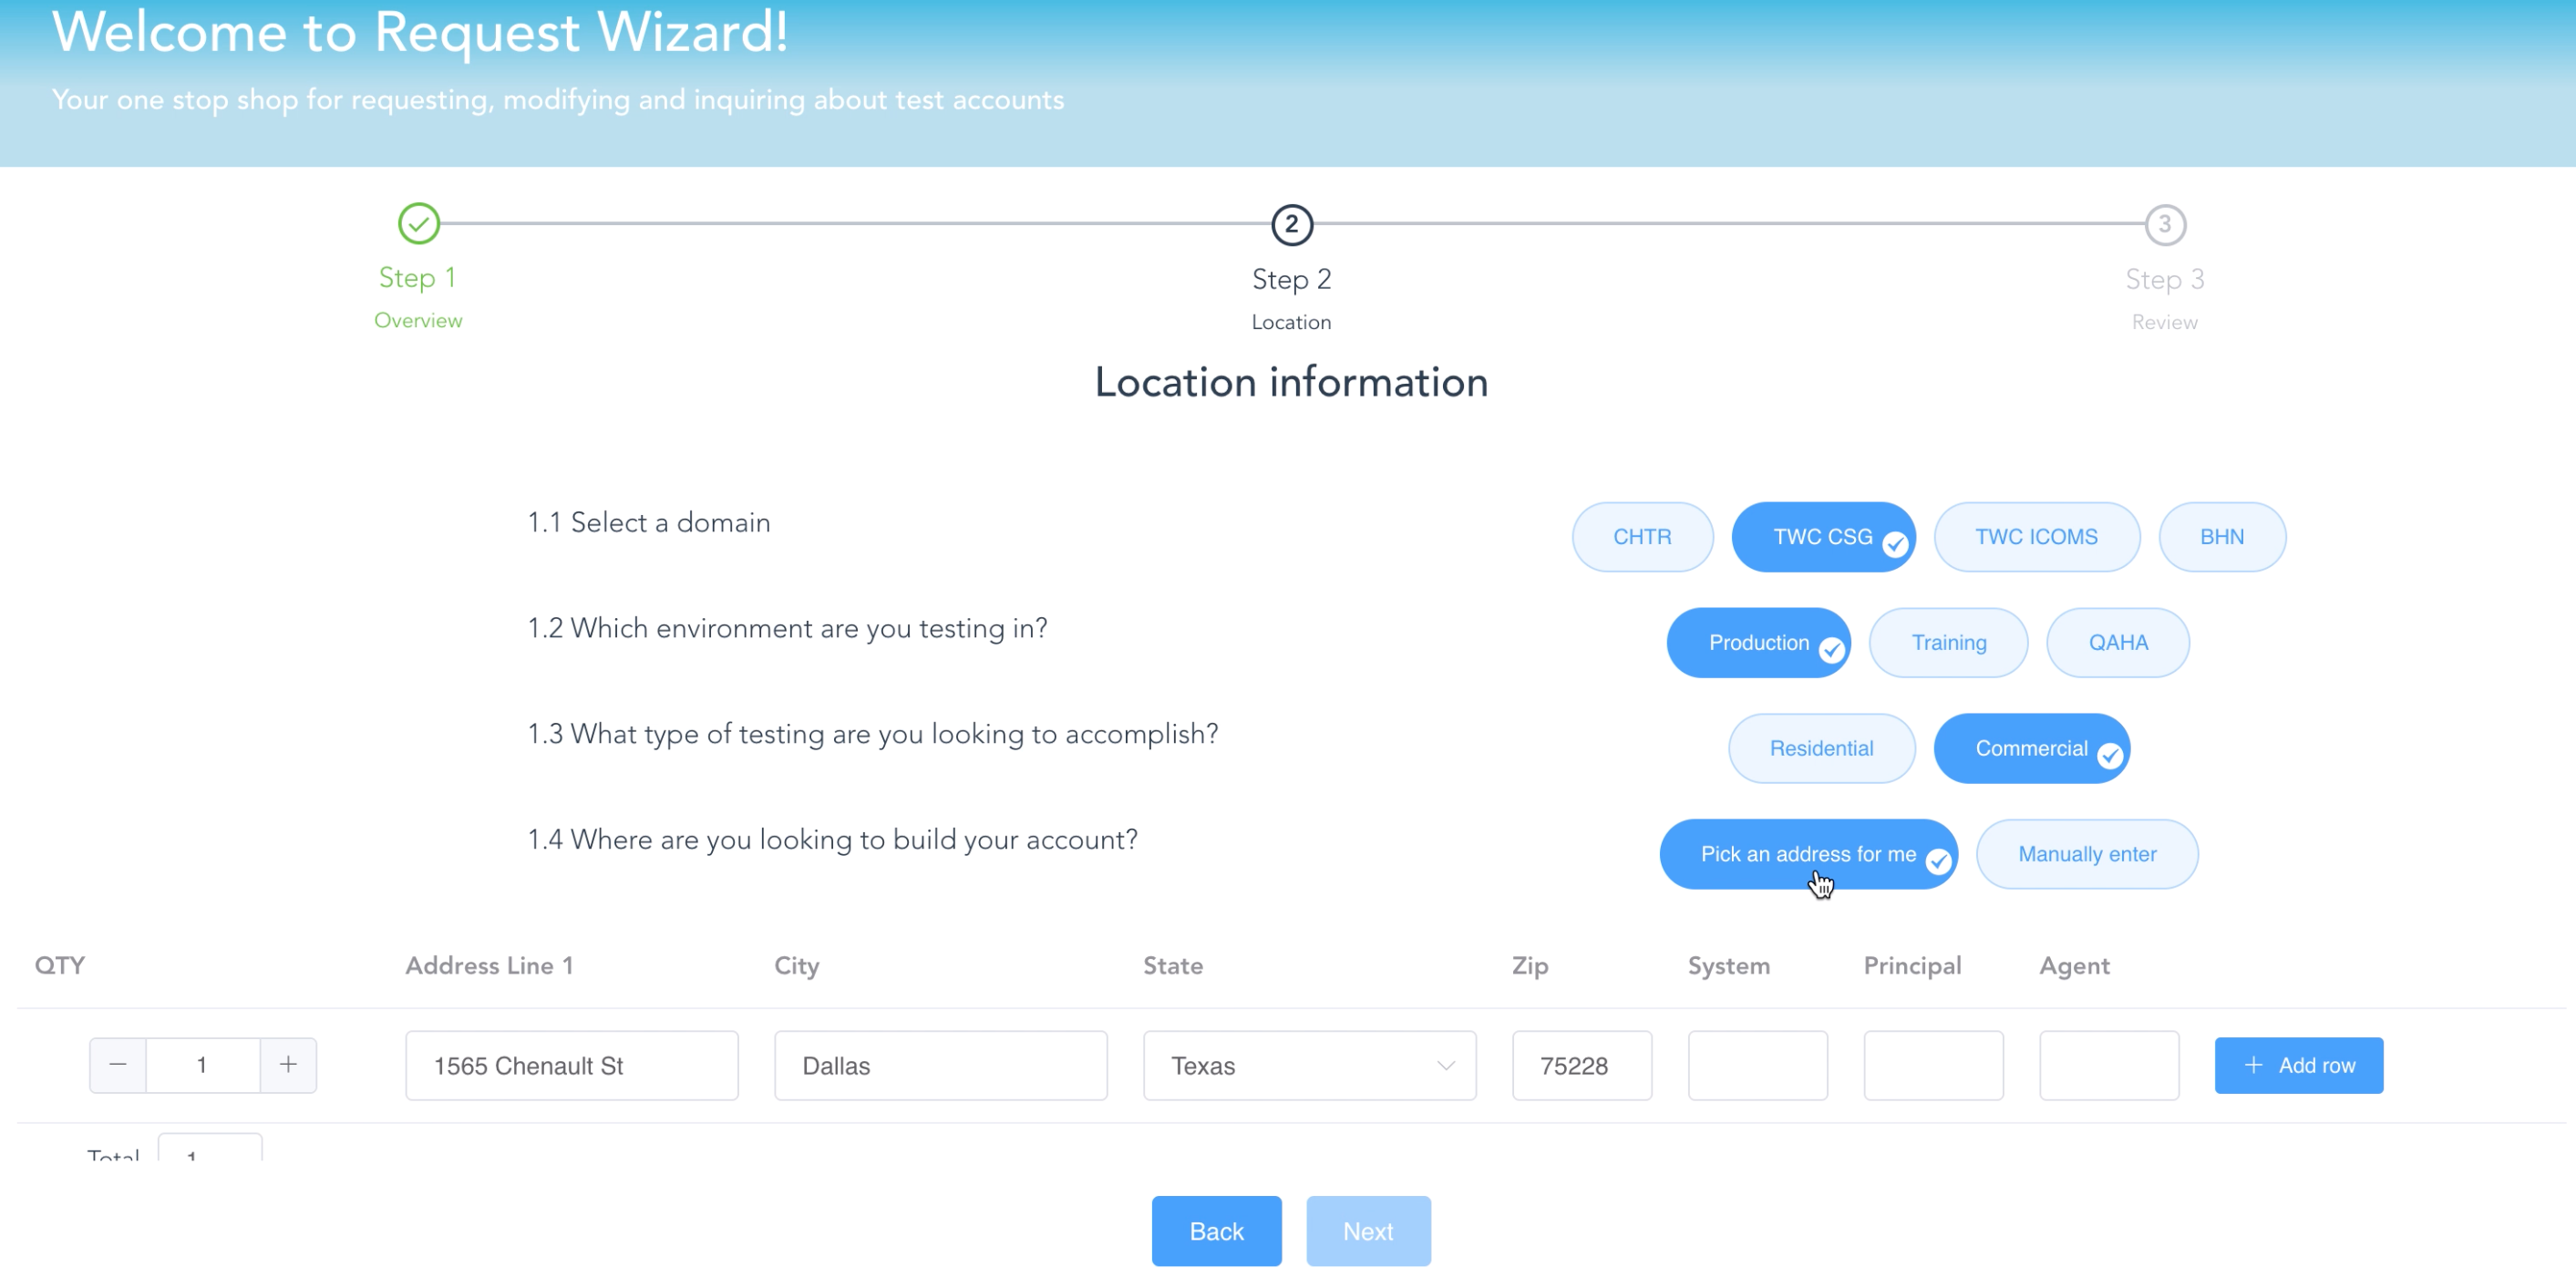 Welcome to Request Wizard!
Your one stop shop for requesting, modifying and inquiring about test accounts
2
3
Step 1
Step 2
Step 3
Overview
Location
Review
Location information
1.1 Select a domain
CHTR
TWC CSG
TWC ICOMS
BHN
1.2 Which environment are you testing in?
Production
Training
QAHA
1.3 What type of testing are you looking to accomplish?
Residential
Commercial
1.4 Where are you looking to build your account?
Pick an address for me
Manually enter
QTY
Address Line 1
City
State
Zip
System
Principal
Agent
− 1 +
1565 Chenault St
Dallas
Texas
75228
+ Add row
Total 1
Back
Next